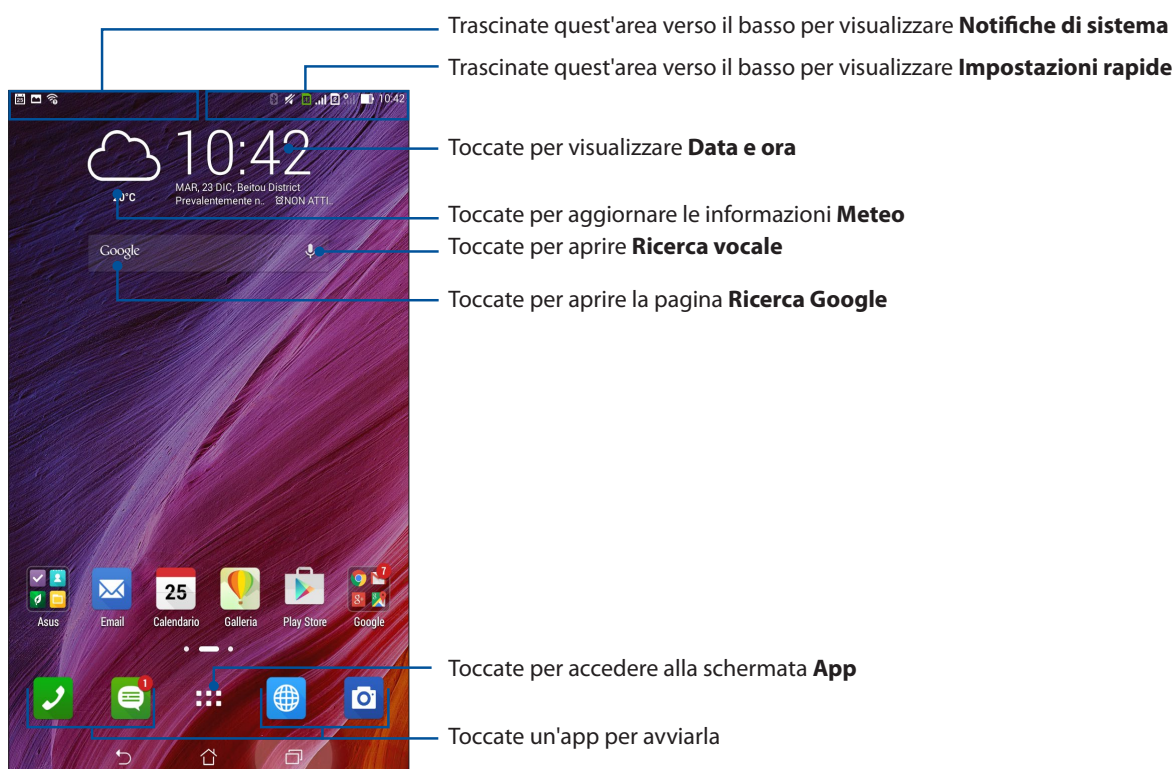 Trascinate quest'area verso il basso per visualizzare Notifiche di sistema
Trascinate quest'area verso il basso per visualizzare Impostazioni rapide
10:42
10:42
Toccate per visualizzare Data e ora
MAR, 23 DIC, Beitou District
Prevalentemente n.. NON ATTI..
Toccate per aggiornare le informazioni Meteo
Google
Toccate per aprire Ricerca vocale
Toccate per aprire la pagina Ricerca Google
25
7
Asus
Email
Calendario
Galleria
Play Store
Google
Toccate per accedere alla schermata App
1
Toccate un'app per avviarla